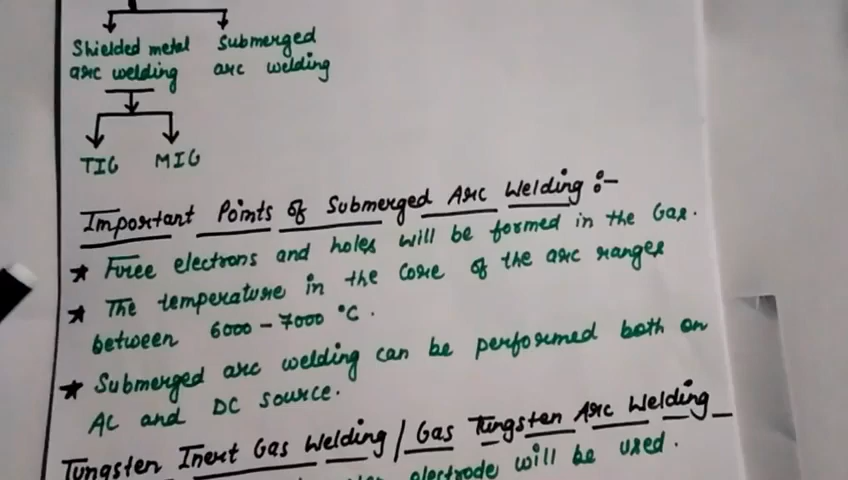 Shielded metal arc welding
Submerged arc welding
TIG MIG
Important Points of Submerged Arc Welding :-
* Free electrons and holes will be formed in the Gas.
* The temperature in the core of the arc ranges
between 6000 - 7000 °C.
* Submerged arc welding can be performed both on
AC and DC source.
Tungsten Inert Gas Welding / Gas Tungsten Arc Welding
electrode will be used.